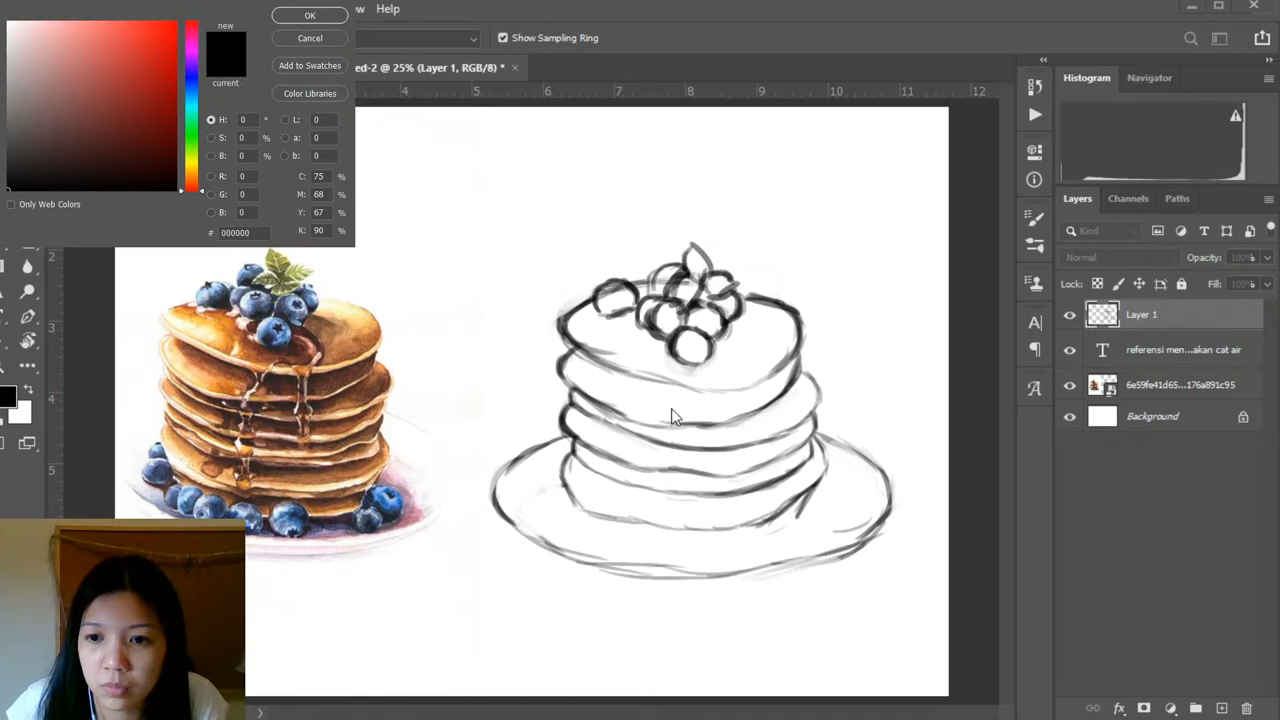 new
OK
ow
Help
current
Cancel
Add to Swatches
Color Libraries
Show Sampling Ring
ed-2 @ 25% (Layer 1, RGB/8) *
4 5 6 7 8 9 10 11 12
H: 0 ° L: 0
S: 0 % a: 0
B: 0 % b: 0
R: 0 C: 75 %
G: 0 M: 68 %
B: 0 Y: 67 %
# 000000 K: 90 %
Only Web Colors
2
3
4
5
Histogram Navigator
Layers Channels Paths
Kind
Normal Opacity: 100%
Lock: Fill: 100%
Layer 1
referensi men...akan cat air
6e59fe41d65...176a891c95
Background